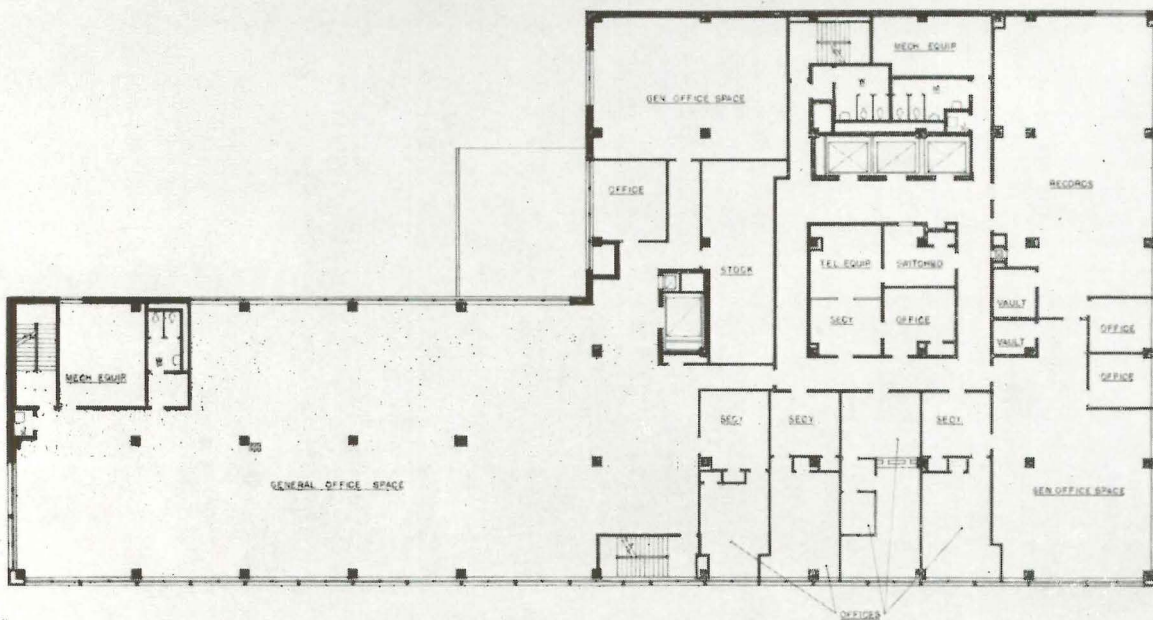 MECH. EQUIP
W
M
GEN. OFFICE SPACE
OFFICE
RECORDS
STOCK
TEL. EQUIP
SWITCHBD
SECY
OFFICE
VAULT
VAULT
OFFICE
OFFICE
MECH EQUIP
W
SECY
SECY.
SECY.
GENERAL OFFICE SPACE
GEN OFFICE SPACE
OFFICES